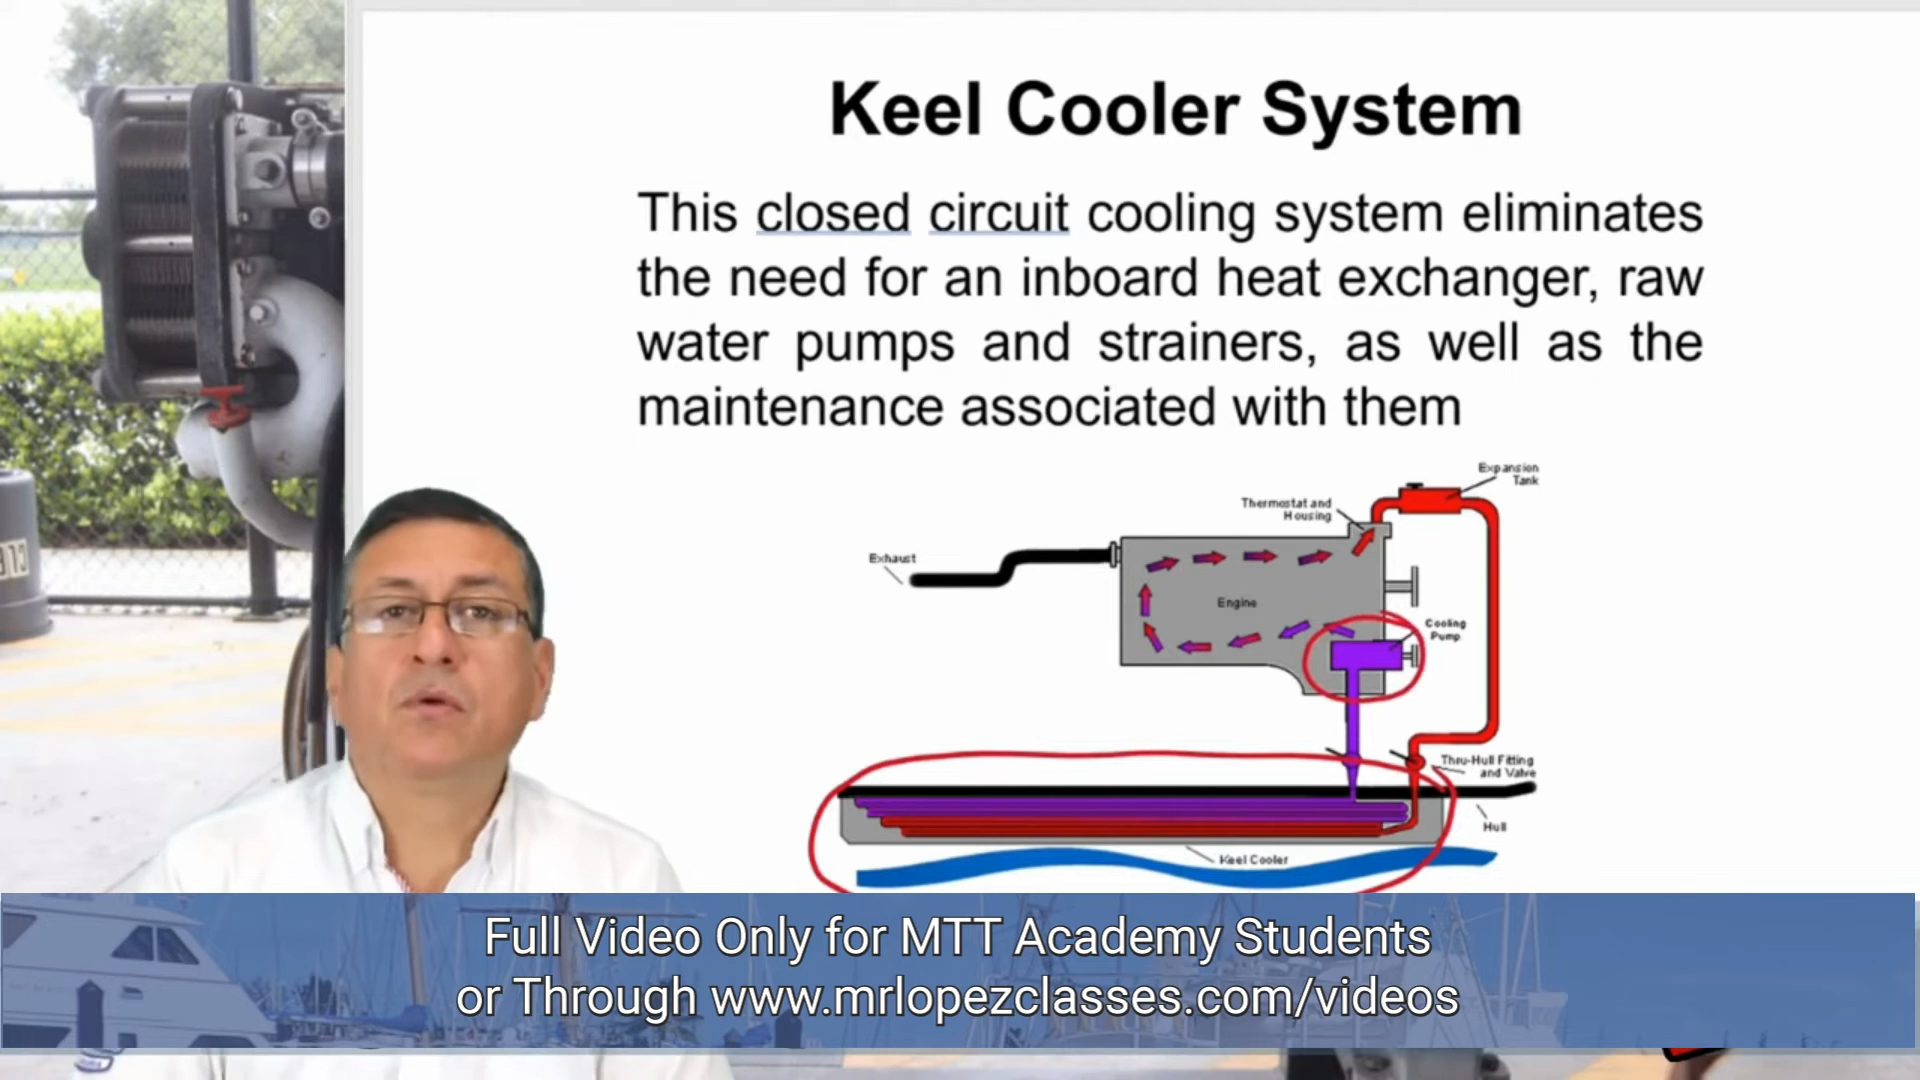 Keel Cooler System
This closed circuit cooling system eliminates
the need for an inboard heat exchanger, raw
water pumps and strainers, as well as the
maintenance associated with them
Expansion
Tank
Thermostat and
Housing
Exhaust
Engine
Cooling
Pump
Thru-Hull Fitting
and Valve
Hull
Keel Cooler
Full Video Only for MTT Academy Students
or Through www.mrlopezclasses.com/videos